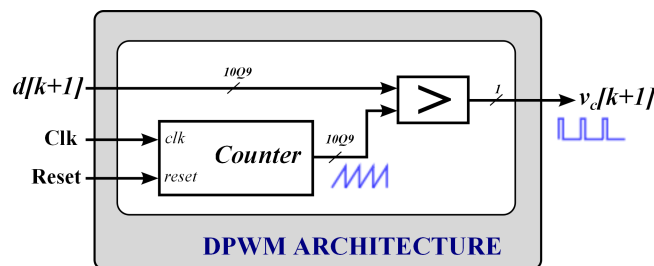 d[k+1]
10Q9
>
1
v_c[k+1]
Clk
clk
Counter
10Q9
Reset
reset
DPWM ARCHITECTURE